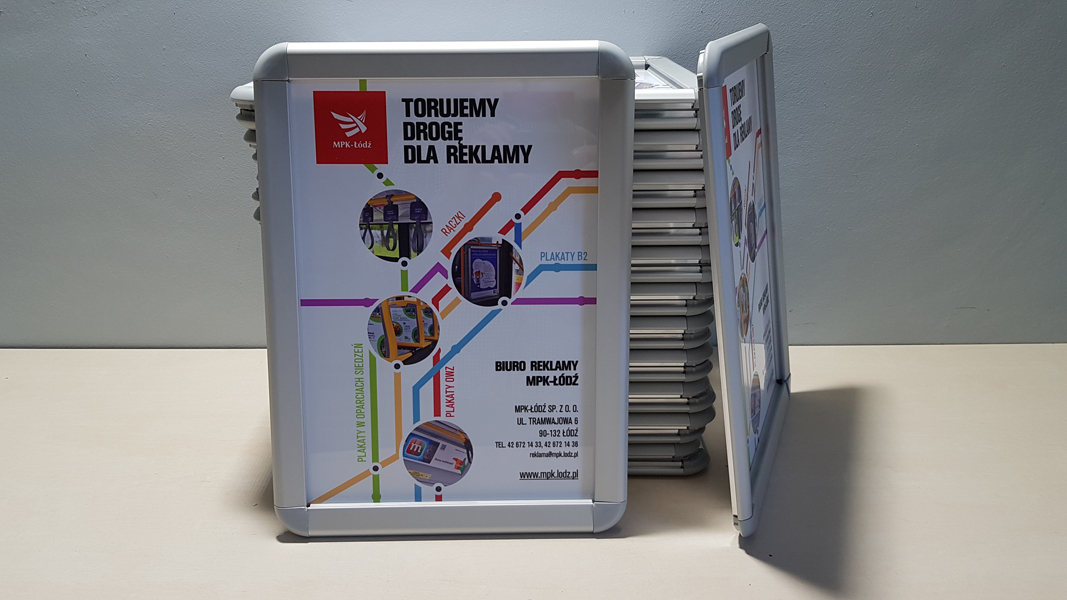 MPK-Łódź
TORUJEMY
DROGĘ
DLA REKLAMY
RĄCZKI
PLAKATY B2
PLAKATY W OPARCIACH SIEDZEŃ
PLAKATY OWZ
BIURO REKLAMY
MPK-ŁÓDŹ
MPK-ŁÓDŹ SP. Z O. O.
UL. TRAMWAJOWA 6
90-132 ŁÓDŹ
TEL. 42 672 14 33, 42 672 14 36
reklama@mpk.lodz.pl
www.mpk.lodz.pl
TORUJEMY
DROGĘ
DLA REKLAMY